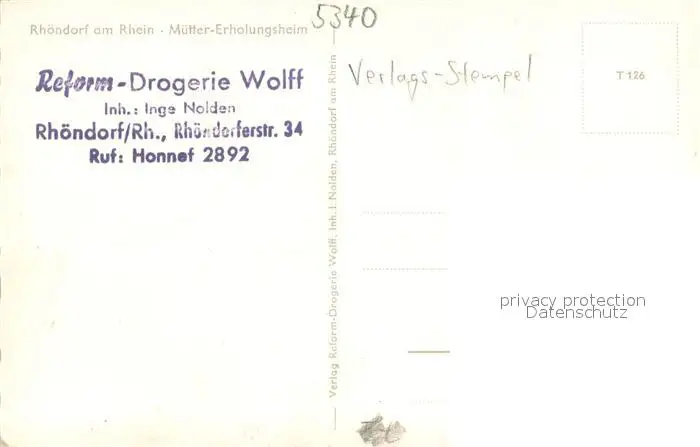 5340
Rhöndorf am Rhein · Mütter-Erholungsheim
Reform-Drogerie Wolff
Inh.: Inge Nolden
Rhöndorf/Rh., Rhöndorferstr. 34
Ruf: Honnef 2892
Verlag Reform-Drogerie Wolff, Inh. I. Nolden, Rhöndorf am Rhein
Verlags-Stempel
T 126
privacy protection
Datenschutz